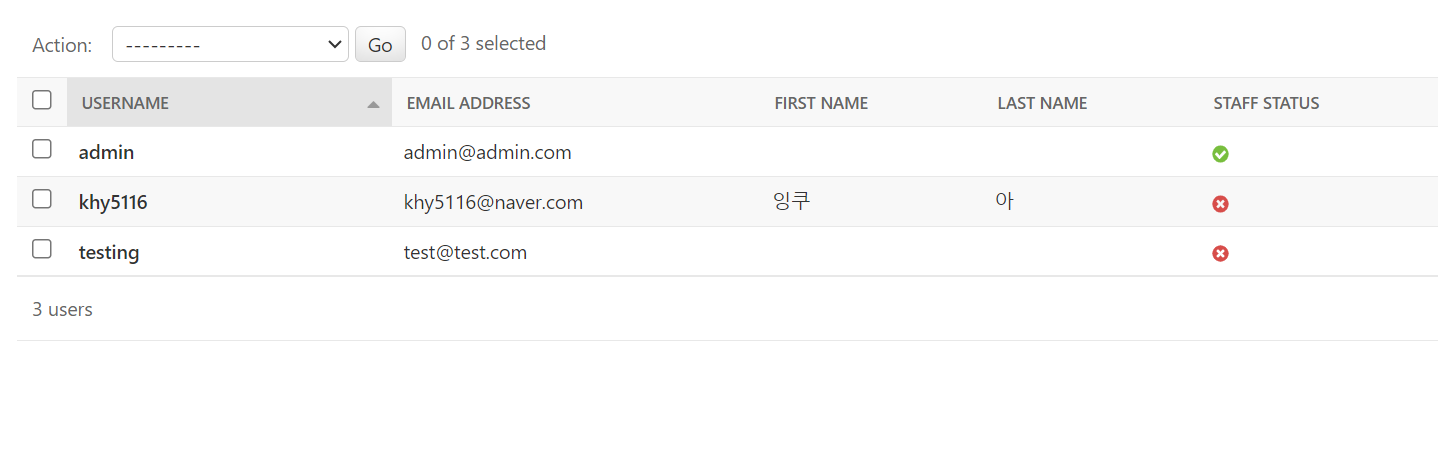 Action: --------- Go 0 of 3 selected
USERNAME EMAIL ADDRESS FIRST NAME LAST NAME STAFF STATUS
admin admin@admin.com
khy5116 khy5116@naver.com 잉쿠 아
testing test@test.com
3 users